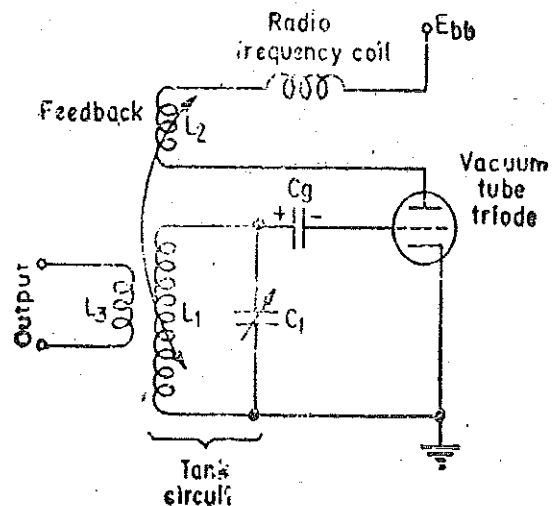 Radio
frequency coil
Ebb
Feedback
L2
Vacuum
tube
triode
Cg
+ -
Output
L3
L1
C1
Tank
circuit